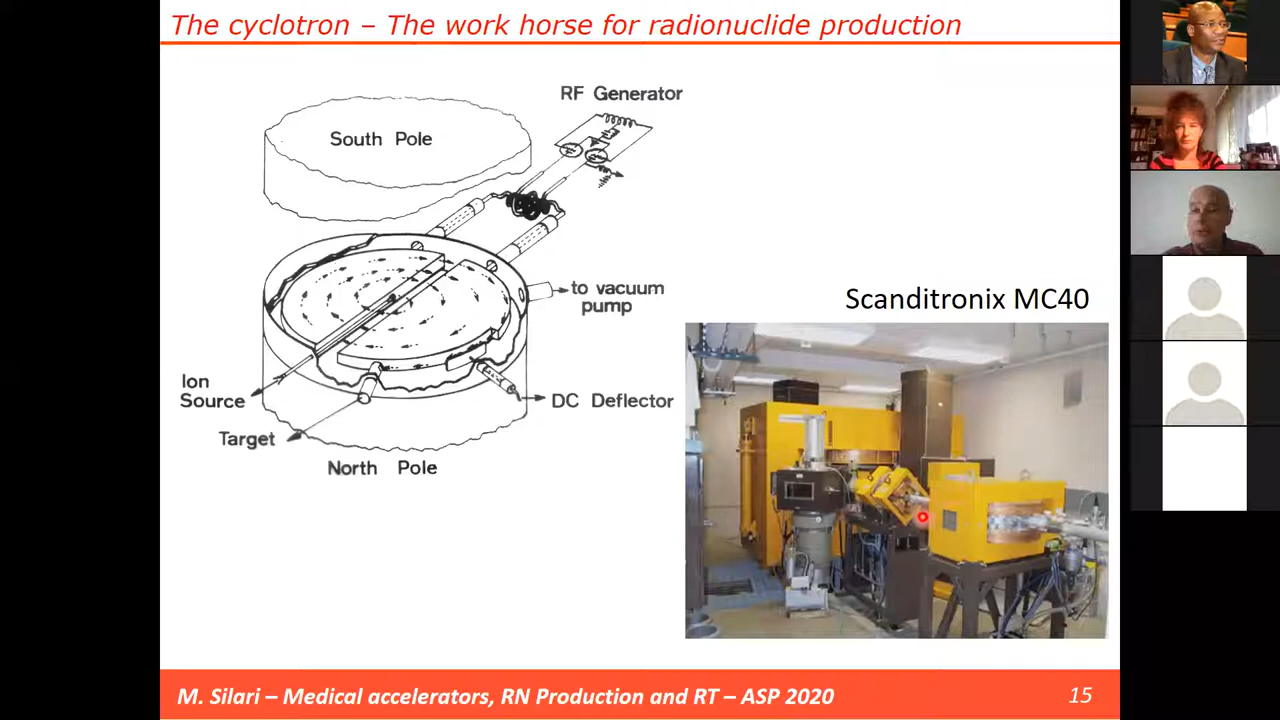 The cyclotron – The work horse for radionuclide production
RF Generator
South Pole
to vacuum
pump
Scanditronix MC40
Ion
Source
DC Deflector
Target
North Pole
M. Silari – Medical accelerators, RN Production and RT – ASP 2020
15